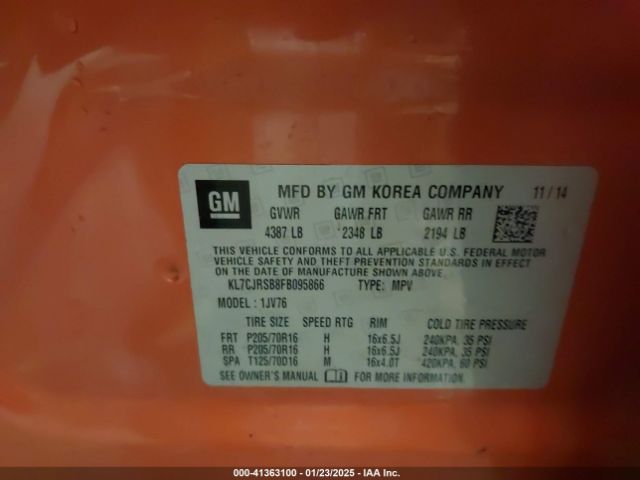 GM MFD BY GM KOREA COMPANY 11 / 14
GVWR GAWR FRT GAWR RR
4387 LB 2348 LB 2194 LB
THIS VEHICLE CONFORMS TO ALL APPLICABLE U.S. FEDERAL MOTOR
VEHICLE SAFETY AND THEFT PREVENTION STANDARDS IN EFFECT
ON THE DATE OF MANUFACTURE SHOWN ABOVE.
KL7CJRSB8FB095866 TYPE: MPV
MODEL : 1JV76
TIRE SIZE SPEED RTG RIM COLD TIRE PRESSURE
FRT P205/70R16 H 16x6.5J 240KPA, 35 PSI
RR P205/70R16 H 16x6.5J 240KPA, 35 PSI
SPA T125/70D16 M 16x4.0T 420KPA, 60 PSI
SEE OWNER'S MANUAL FOR MORE INFORMATION.
000-41363100 - 01/23/2025 - IAA Inc.